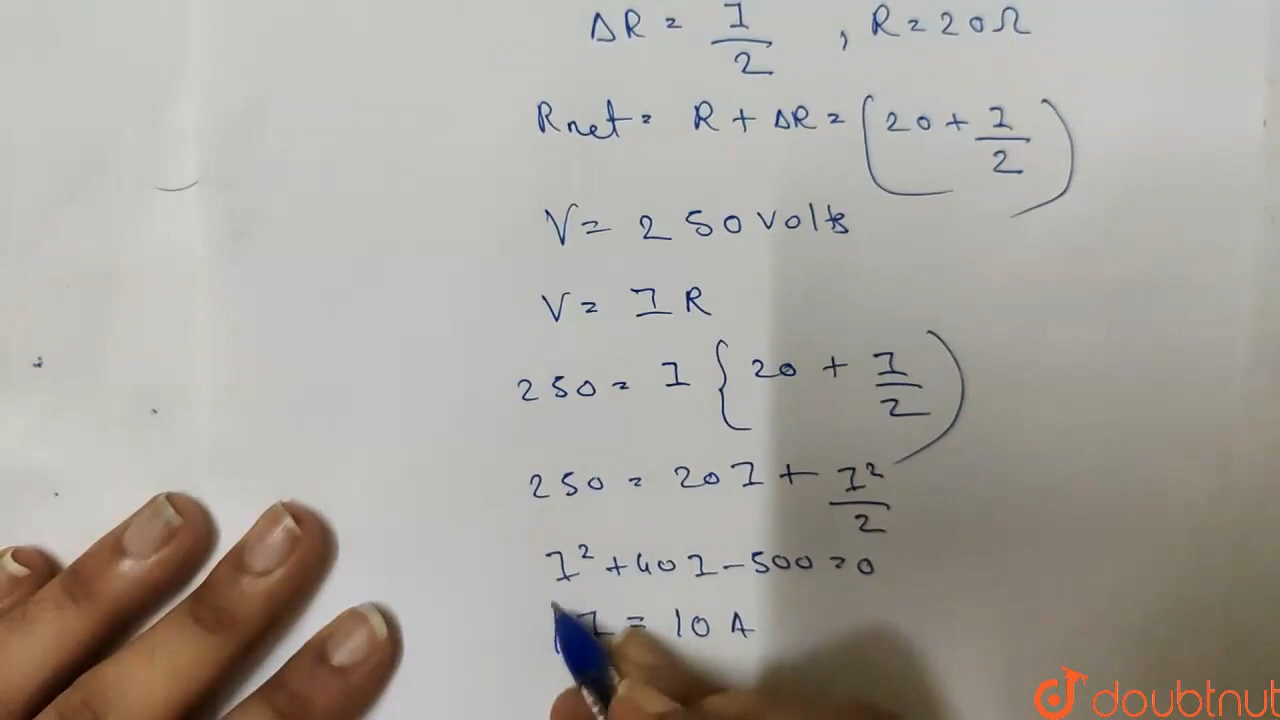 ΔR = I/2 , R = 20Ω
Rnet = R + ΔR = (20 + I/2)
V = 250 volts
V = IR
250 = I {20 + I/2)
250 = 20I + I²/2
I² + 40I - 500 = 0
I = 10 A
doubtnut